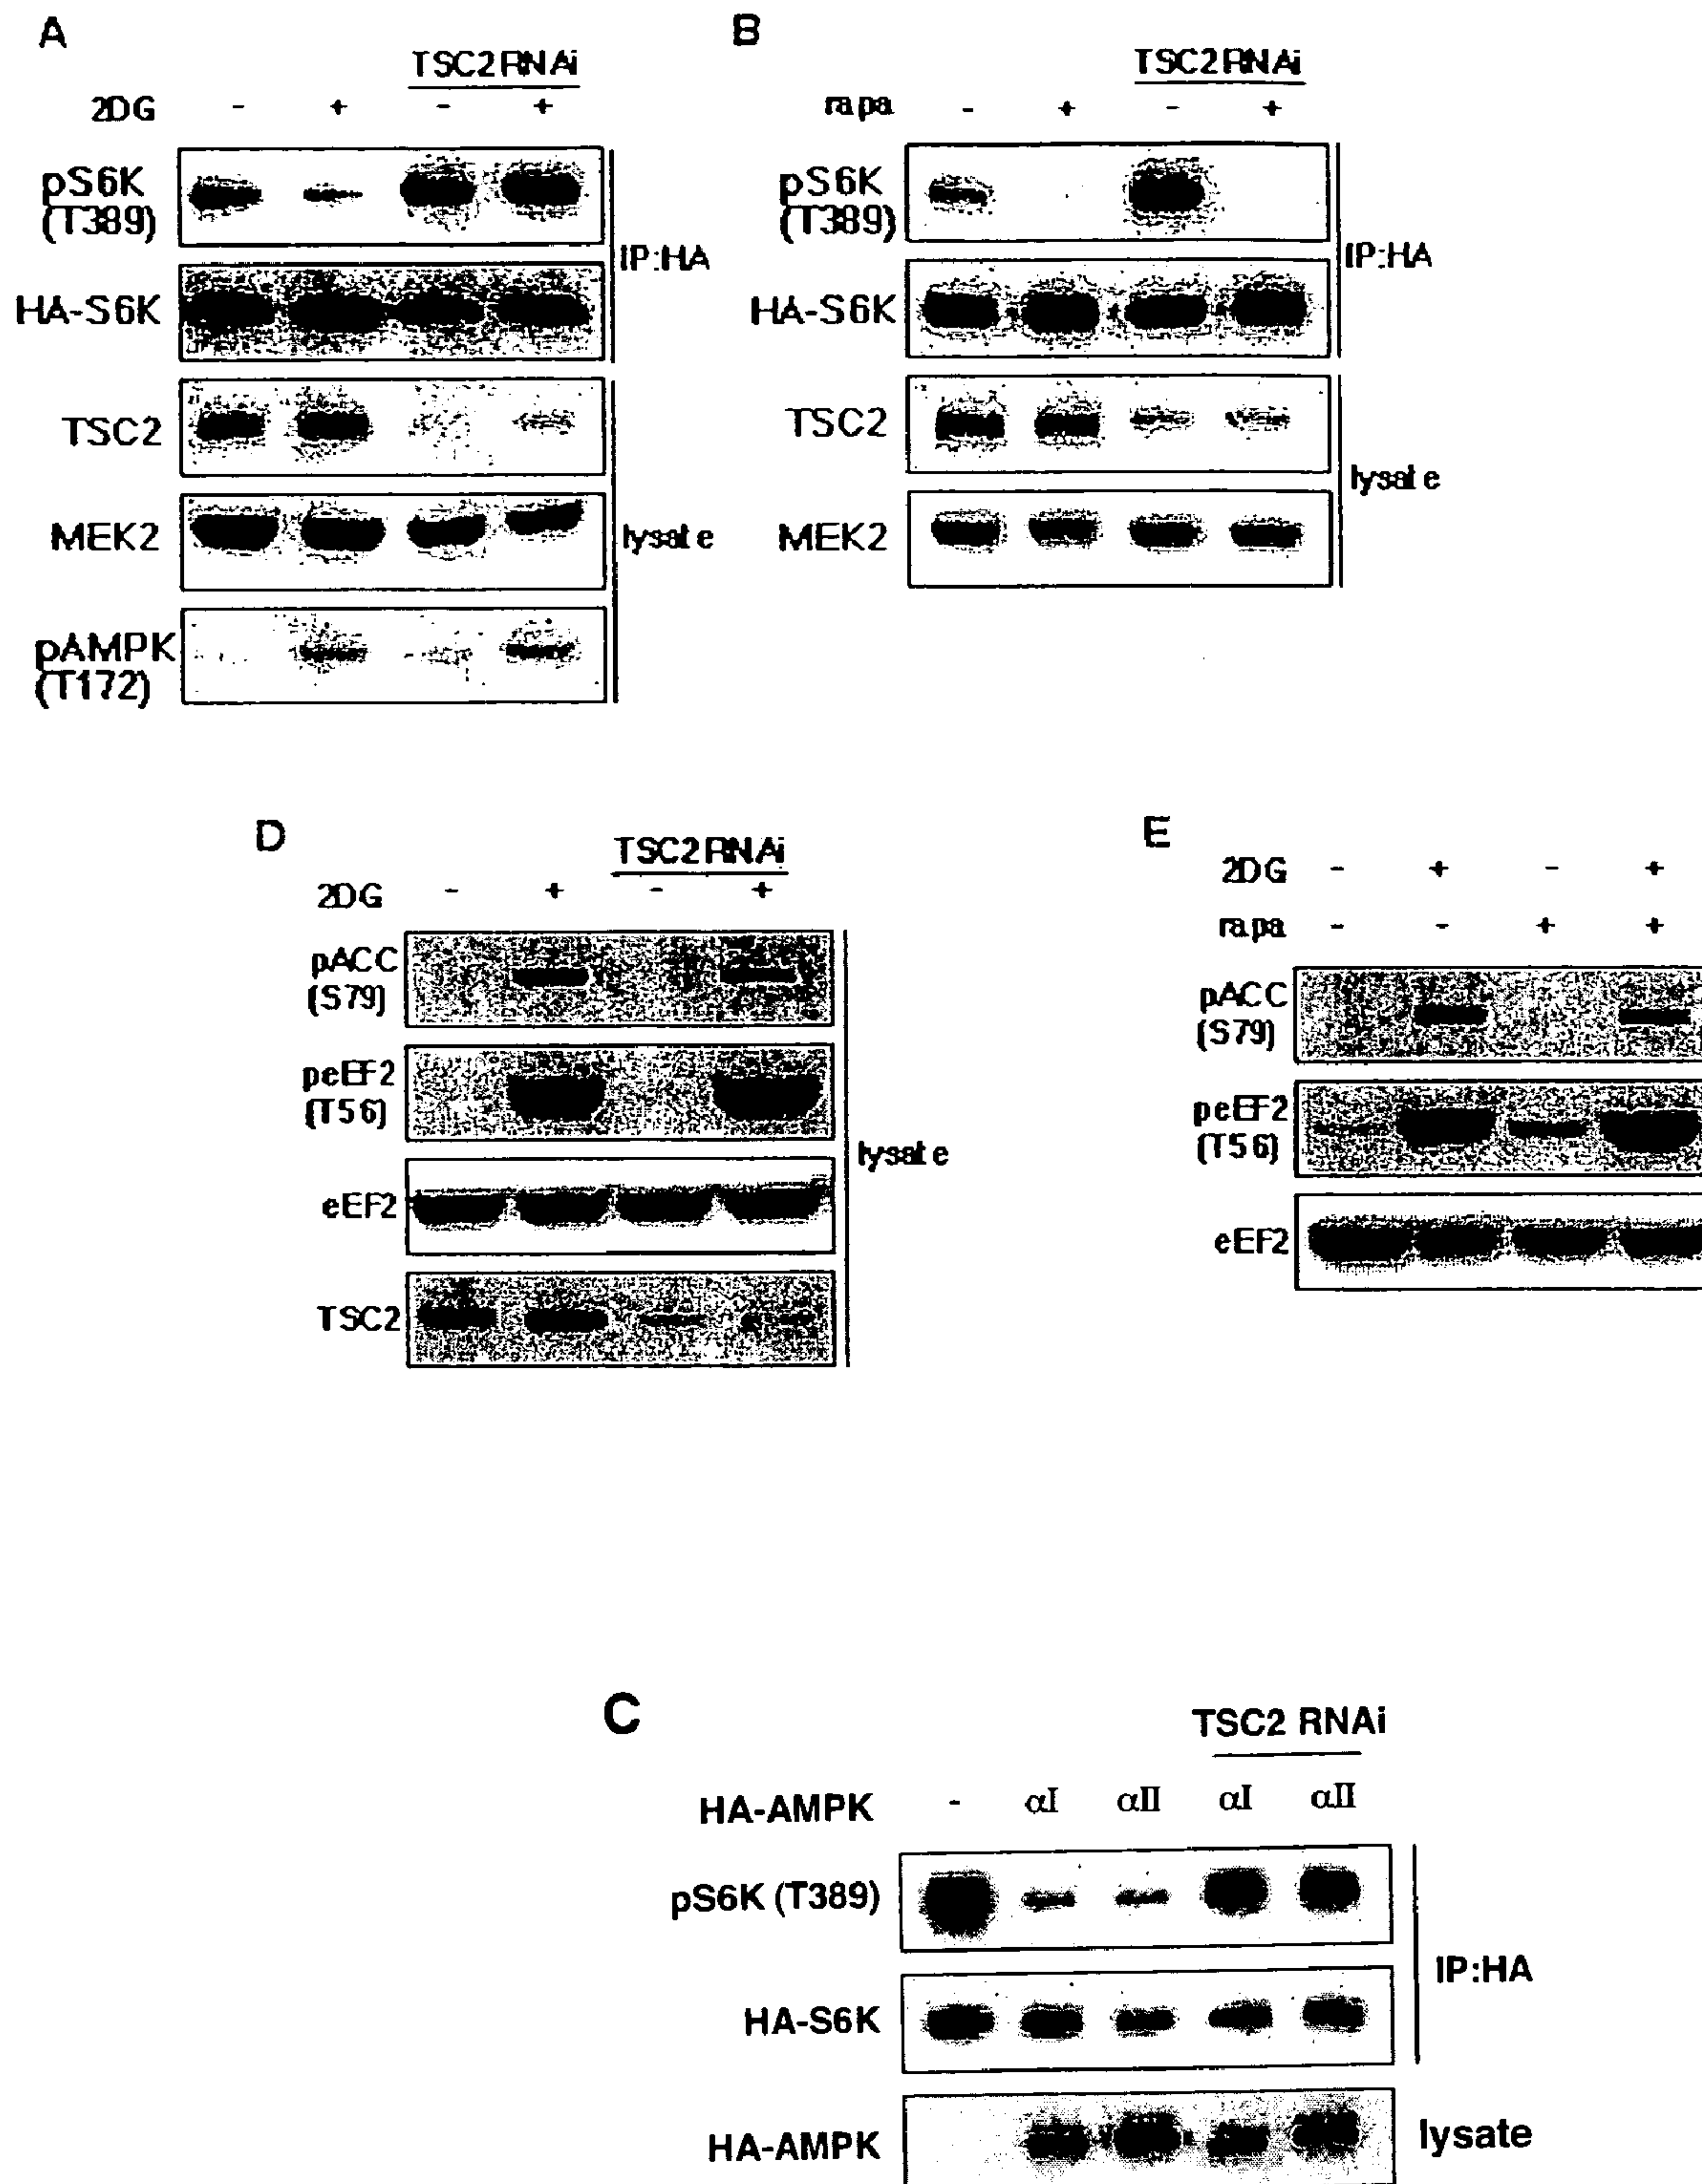 A
TSC2 RNAi
2DG - + - +
pS6K
(T389)
HA-S6K
IP:HA
TSC2
MEK2
pAMPK
(T172)
lysate
B
TSC2 RNAi
rapa - + - +
pS6K
(T389)
HA-S6K
IP:HA
TSC2
MEK2
lysate
D
TSC2 RNAi
2DG - + - +
pACC
(S79)
peEF2
(T56)
eEF2
TSC2
lysate
E
2DG - + - +
rapa - - + +
pACC
(S79)
peEF2
(T56)
eEF2
C
TSC2 RNAi
HA-AMPK - αI αII αI αII
pS6K (T389)
HA-S6K
IP:HA
HA-AMPK
lysate